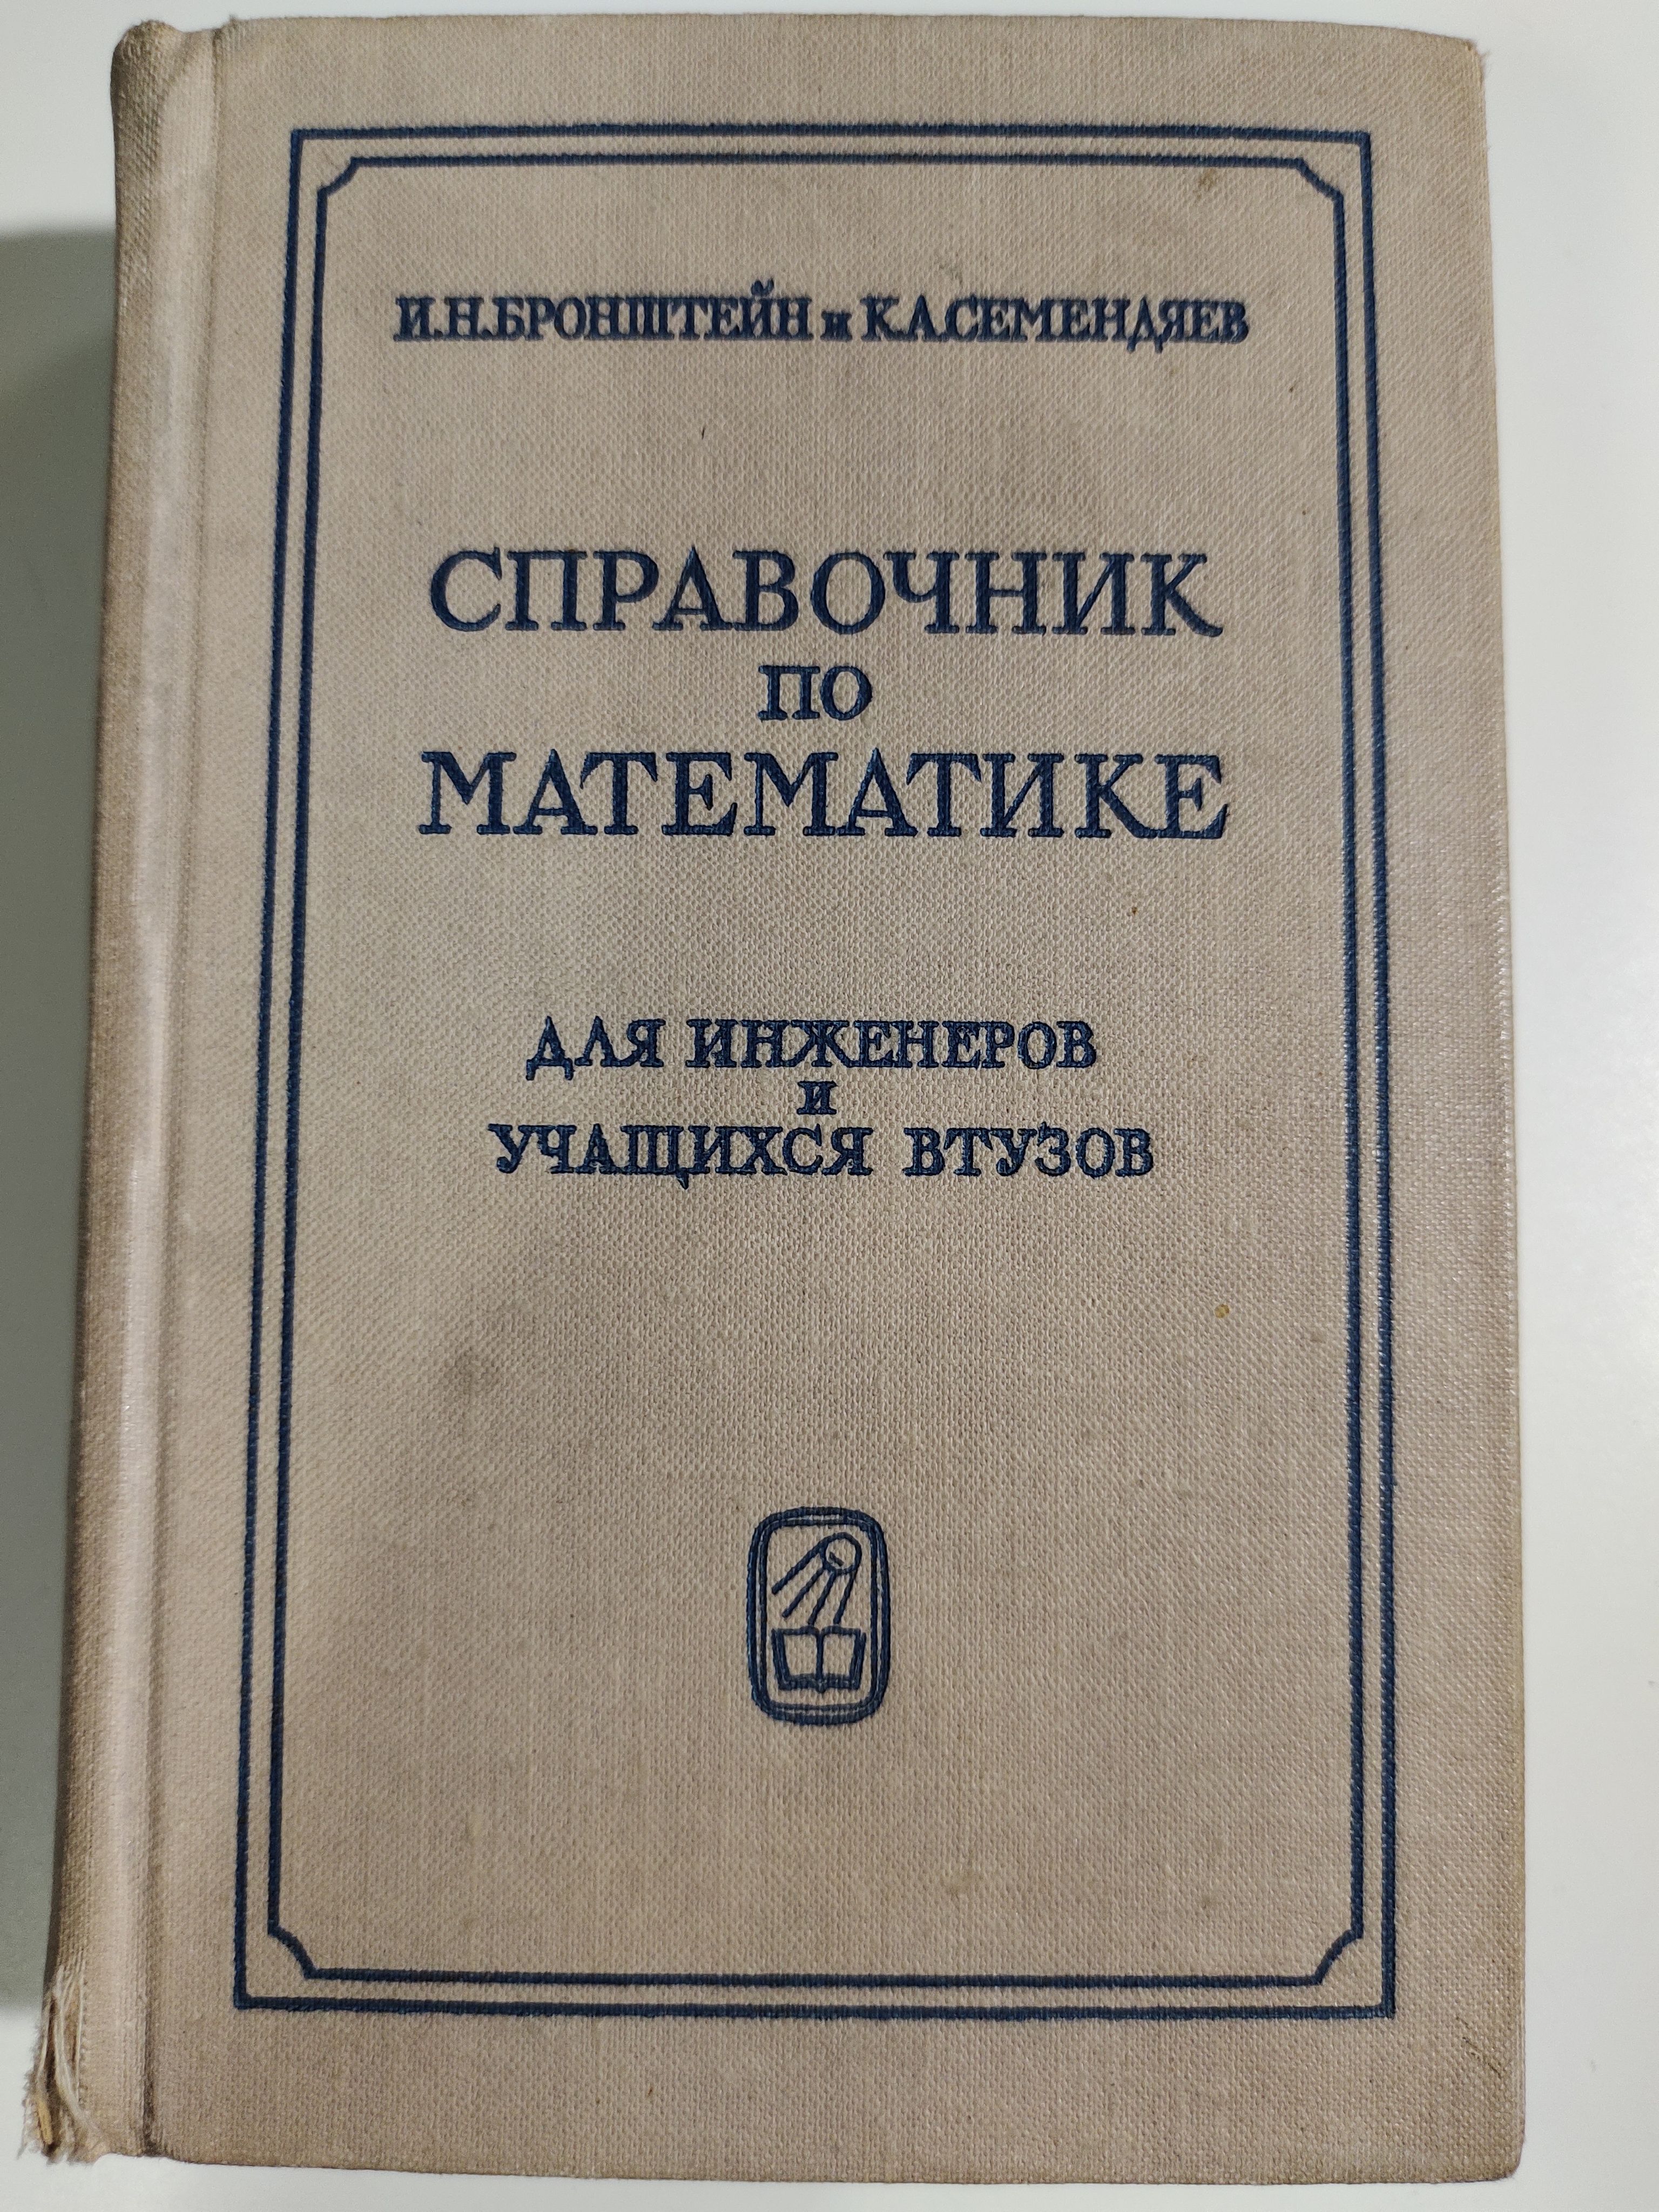 И.Н.БРОНШТЕЙН и К.А.СЕМЕНДЯЕВ
СПРАВОЧНИК
ПО
МАТЕМАТИКЕ
ДЛЯ ИНЖЕНЕРОВ
И
УЧАЩИХСЯ ВТУЗОВ